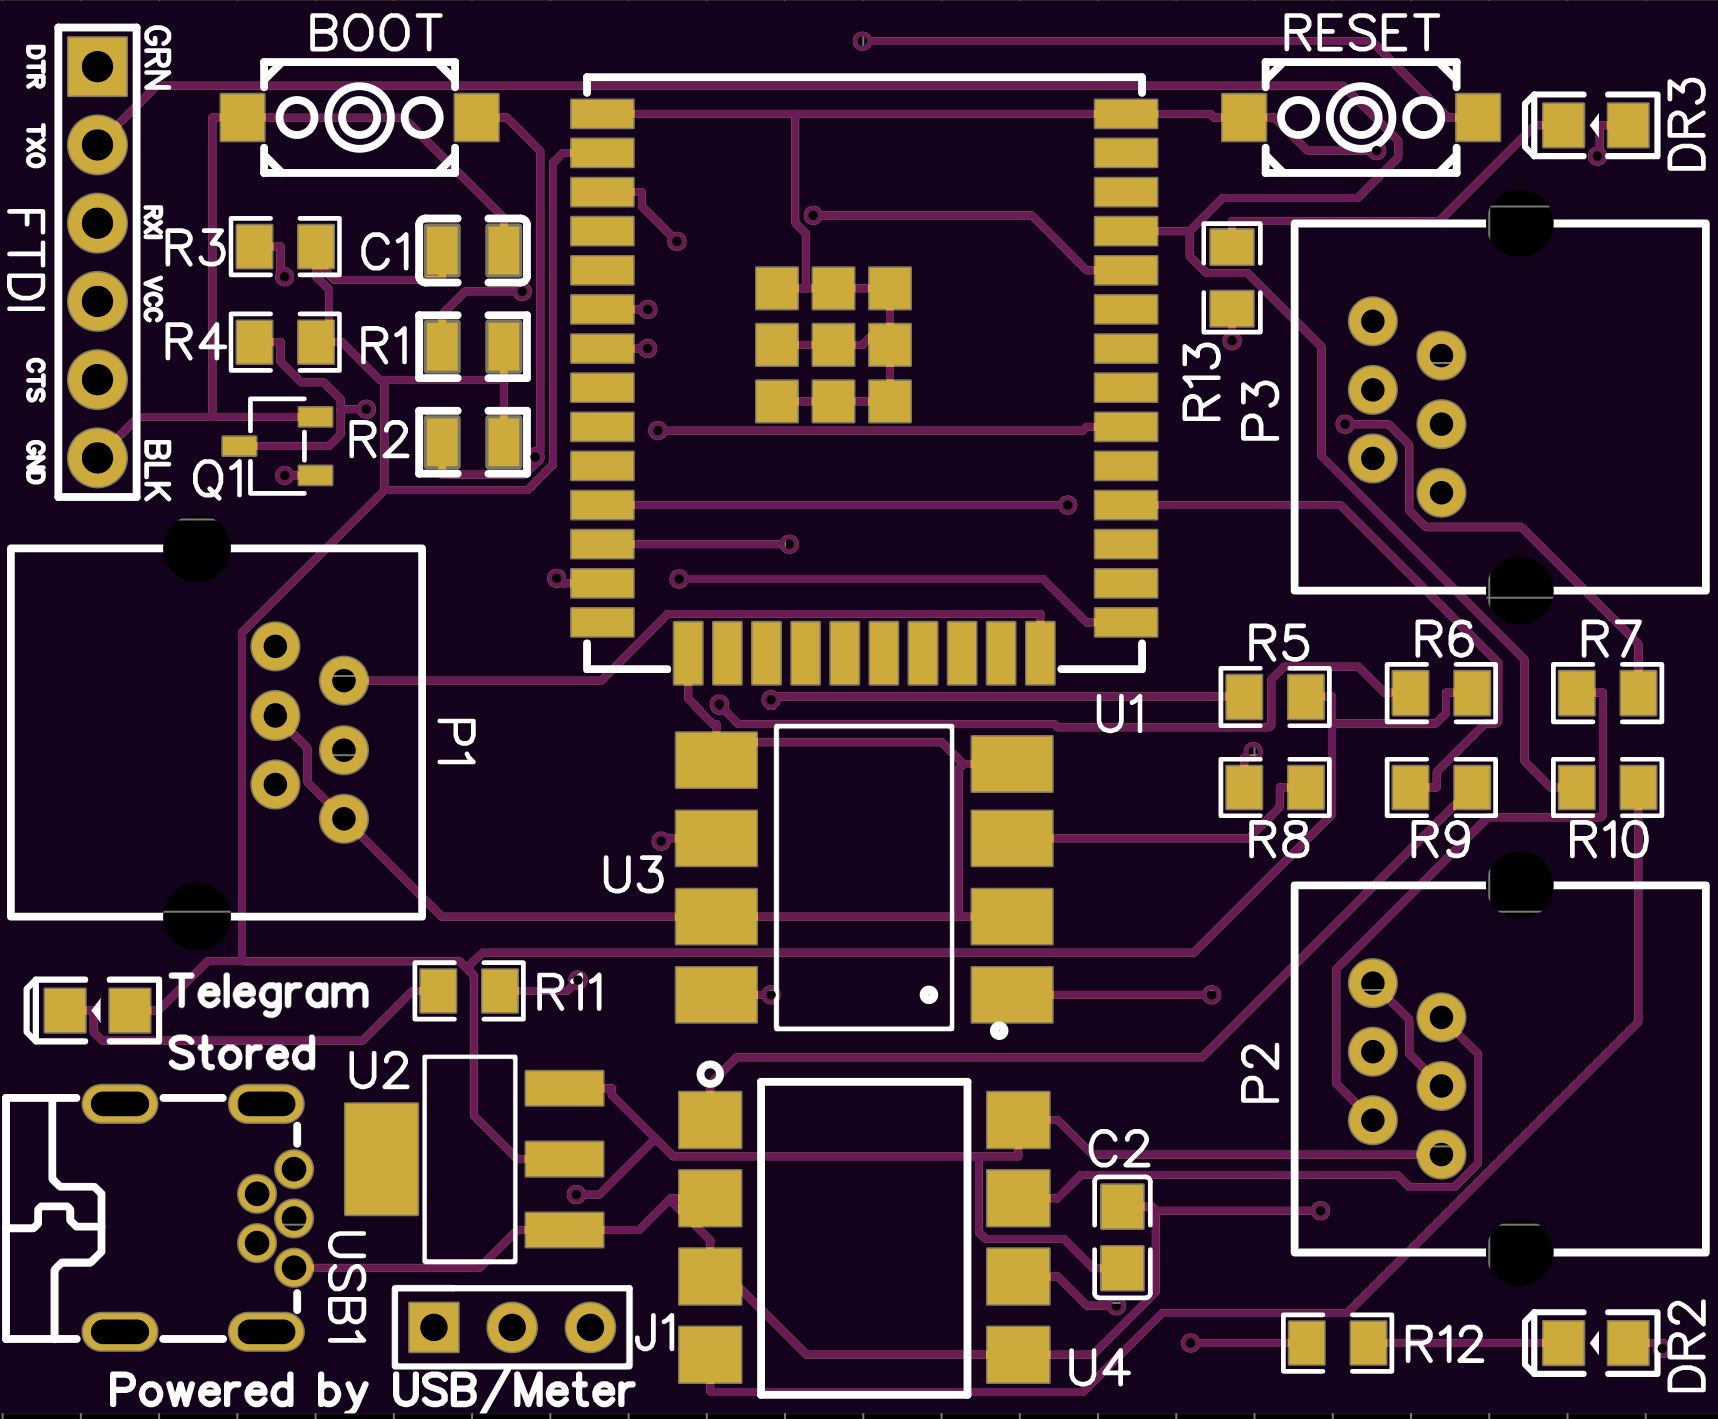 BOOT
RESET
GRN
DTR
TXO
RXI
VCC
CTS
GND
BLK
FTDI
DR3
R3
C1
R4
R1
R2
Q1
R13
P3
R5
R6
R7
U1
P1
R8
R9
R10
U3
Telegram
Stored
R11
U2
P2
C2
USB1
J1
U4
R12
DR2
Powered by USB/Meter